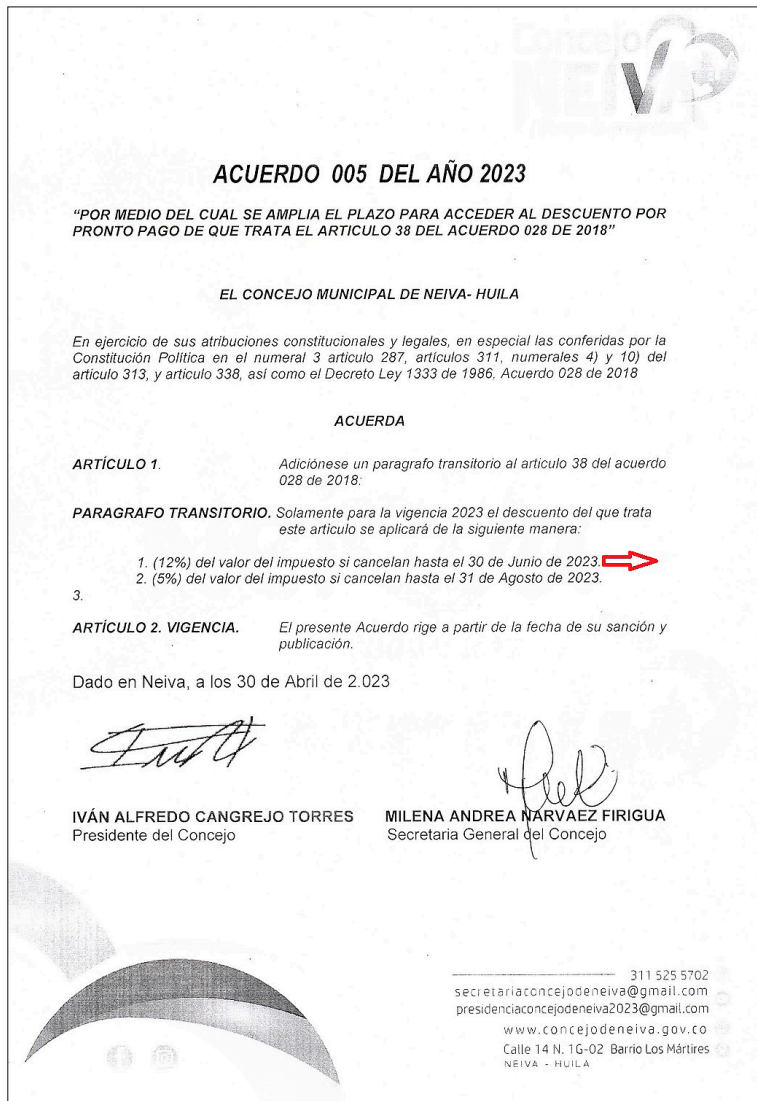 Concejo
NEIVA
ACUERDO 005 DEL AÑO 2023
"POR MEDIO DEL CUAL SE AMPLIA EL PLAZO PARA ACCEDER AL DESCUENTO POR
PRONTO PAGO DE QUE TRATA EL ARTICULO 38 DEL ACUERDO 028 DE 2018"
EL CONCEJO MUNICIPAL DE NEIVA- HUILA
En ejercicio de sus atribuciones constitucionales y legales, en especial las conferidas por la
Constitución Política en el numeral 3 articulo 287, artículos 311, numerales 4) y 10) del
articulo 313, y articulo 338, así como el Decreto Ley 1333 de 1986, Acuerdo 028 de 2018
ACUERDA
ARTÍCULO 1. Adiciónese un paragrafo transitorio al articulo 38 del acuerdo
028 de 2018:
PARAGRAFO TRANSITORIO. Solamente para la vigencia 2023 el descuento del que trata
este articulo se aplicará de la siguiente manera:
1. (12%) del valor del impuesto si cancelan hasta el 30 de Junio de 2023.
2. (5%) del valor del impuesto si cancelan hasta el 31 de Agosto de 2023.
3.
ARTÍCULO 2. VIGENCIA. El presente Acuerdo rige a partir de la fecha de su sanción y
publicación.
Dado en Neiva, a los 30 de Abril de 2.023
IVÁN ALFREDO CANGREJO TORRES MILENA ANDREA NARVAEZ FIRIGUA
Presidente del Concejo Secretaria General del Concejo
311 525 5702
secretariaconcejodeneiva@gmail.com
presidenciaconcejodeneiva2023@gmail.com
www.concejodeneiva.gov.co
Calle 14 N. 1G-02 Barrio Los Mártires
NEIVA - HUILA